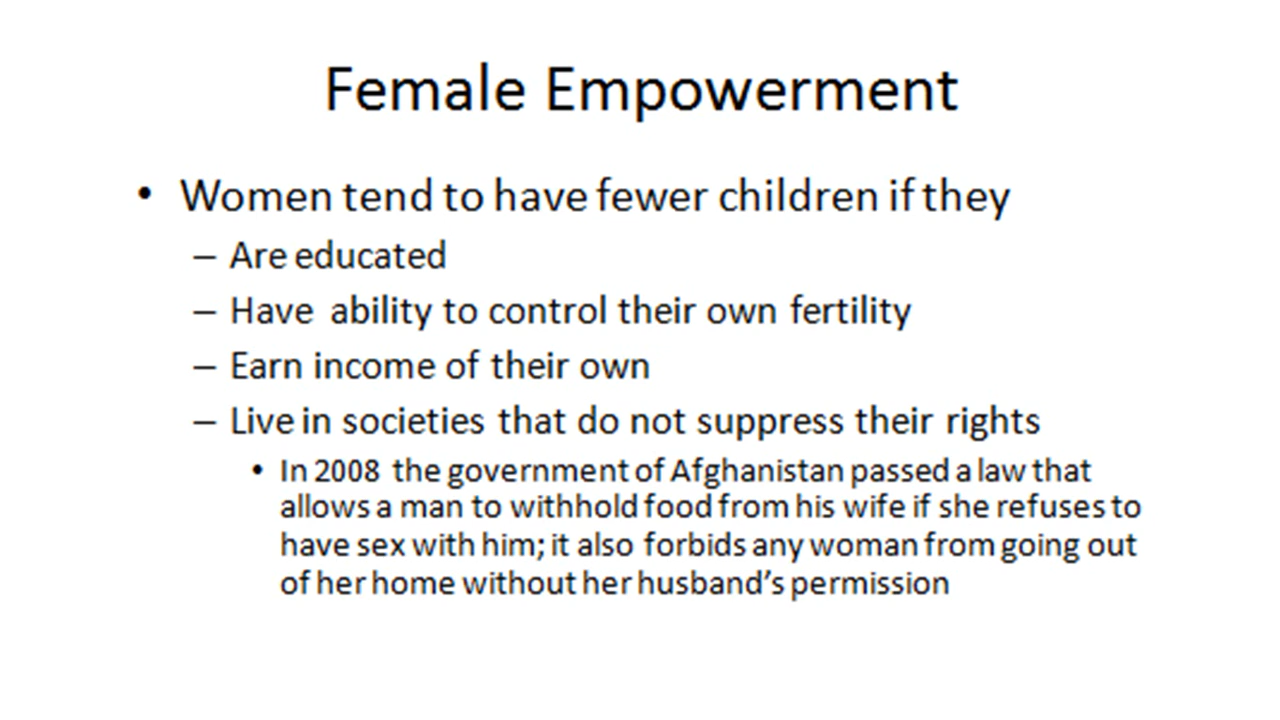 Female Empowerment
• Women tend to have fewer children if they
– Are educated
– Have ability to control their own fertility
– Earn income of their own
– Live in societies that do not suppress their rights
• In 2008 the government of Afghanistan passed a law that
allows a man to withhold food from his wife if she refuses to
have sex with him; it also forbids any woman from going out
of her home without her husband’s permission